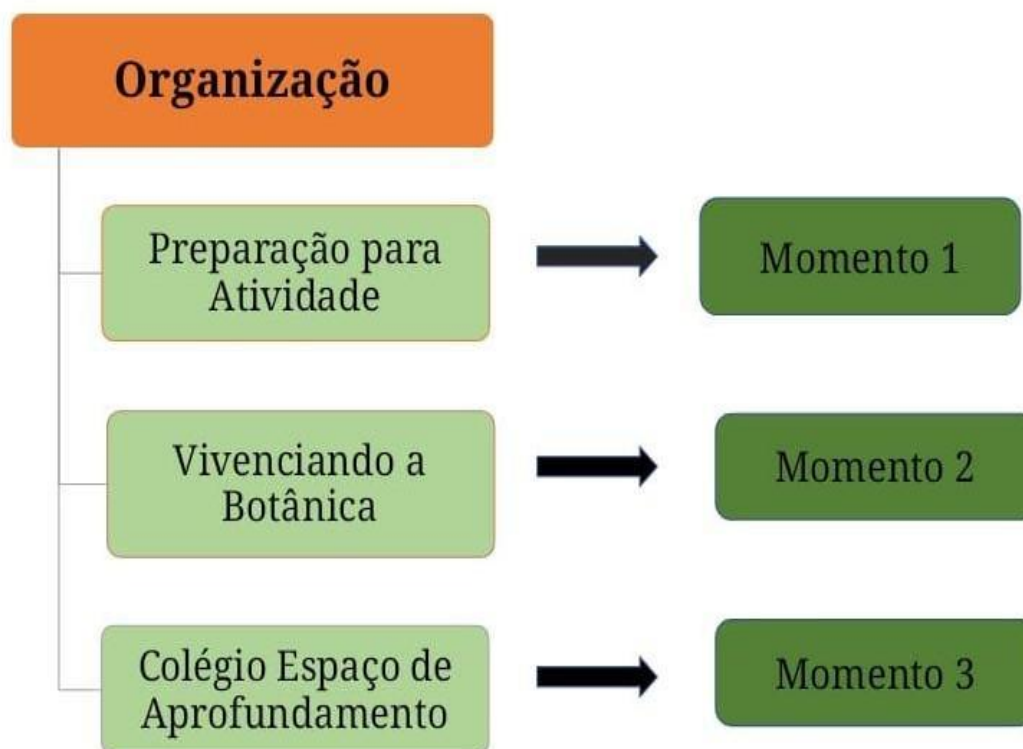 Organização
Preparação para
Atividade
Momento 1
Vivenciando a
Botânica
Momento 2
Colégio Espaço de
Aprofundamento
Momento 3